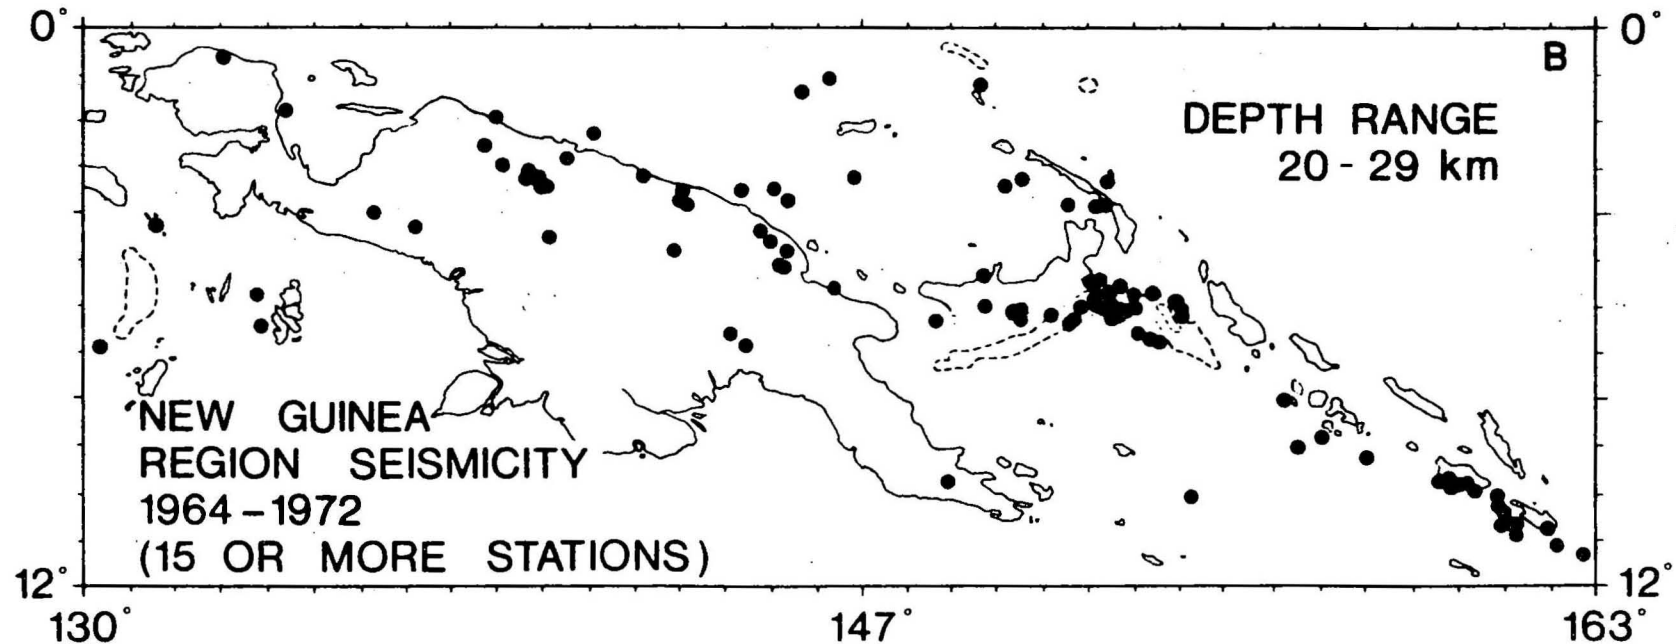 0° 0°
B
DEPTH RANGE
20 - 29 km
NEW GUINEA
REGION SEISMICITY
1964 - 1972
(15 OR MORE STATIONS)
12° 12°
130° 147° 163°